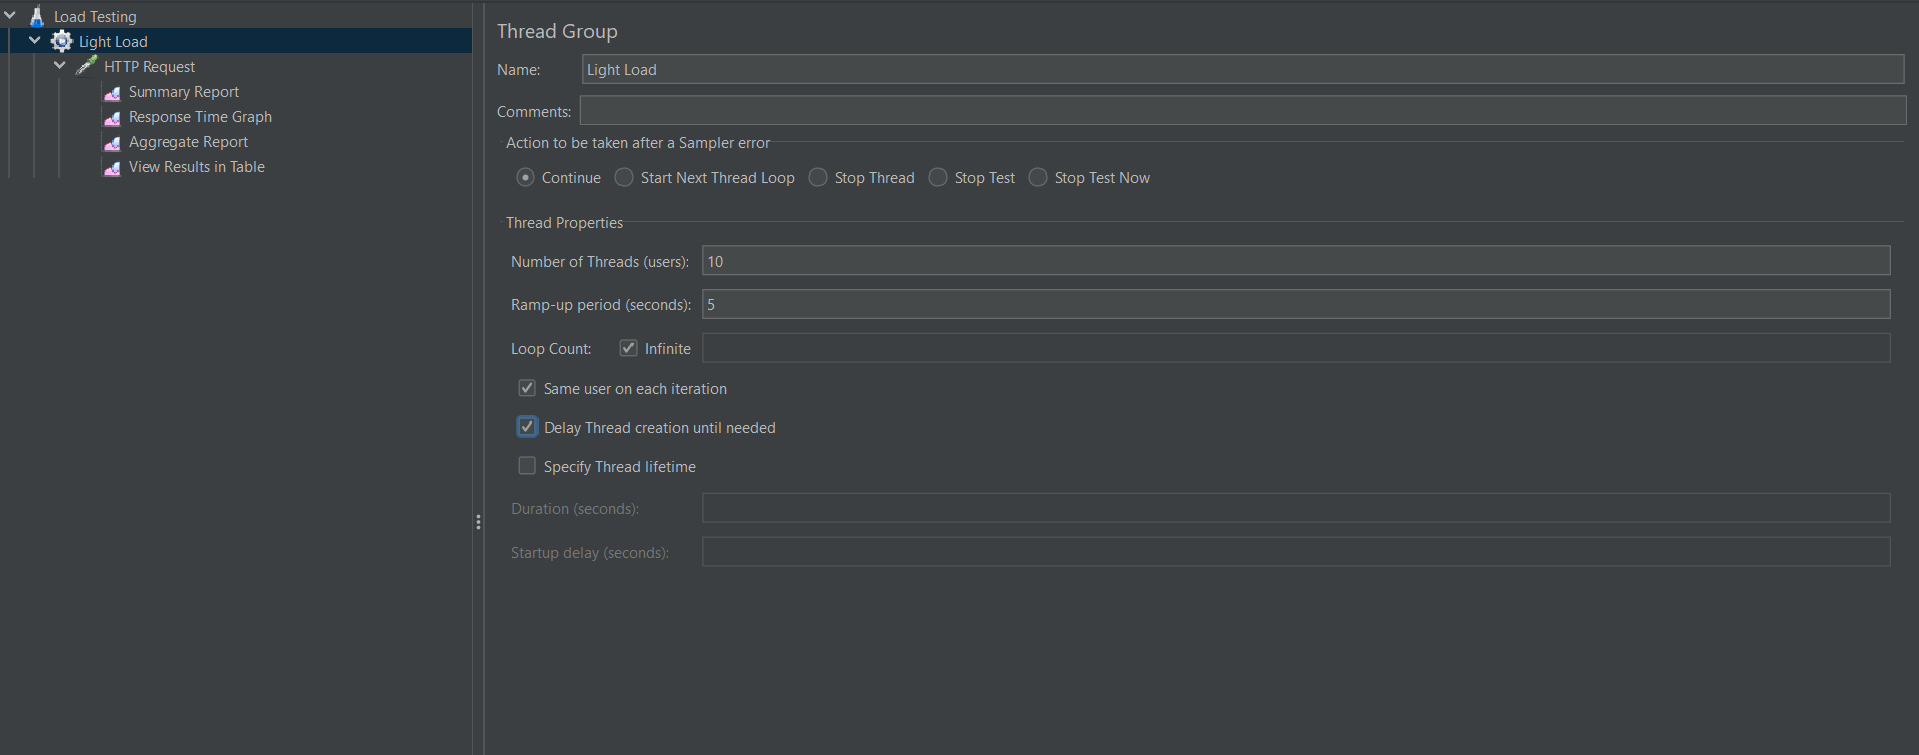 Load Testing
Light Load
HTTP Request
Summary Report
Response Time Graph
Aggregate Report
View Results in Table
Thread Group
Name: Light Load
Comments:
Action to be taken after a Sampler error
Continue Start Next Thread Loop Stop Thread Stop Test Stop Test Now
Thread Properties
Number of Threads (users): 10
Ramp-up period (seconds): 5
Loop Count: Infinite
Same user on each iteration
Delay Thread creation until needed
Specify Thread lifetime
Duration (seconds):
Startup delay (seconds):